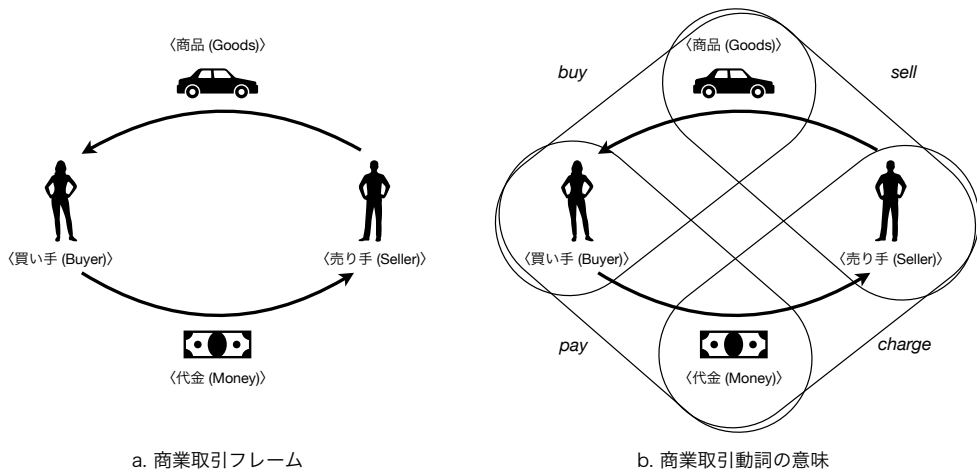 〈商品 (Goods)〉
〈買い手 (Buyer)〉
〈売り手 (Seller)〉
〈代金 (Money)〉
a. 商業取引フレーム
〈商品 (Goods)〉
buy
sell
〈買い手 (Buyer)〉
〈売り手 (Seller)〉
pay
charge
〈代金 (Money)〉
b. 商業取引動詞の意味